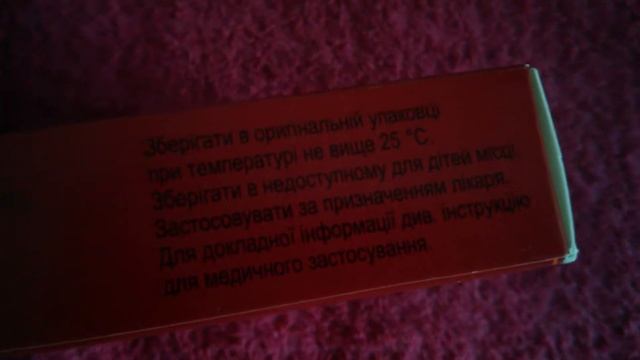 Зберігати в оригінальній упаковці
при температурі не вище 25 °С.
Зберігати в недоступному для дітей місці.
Застосовувати за призначенням лікаря.
Для докладної інформації див. інструкцію
для медичного застосування.